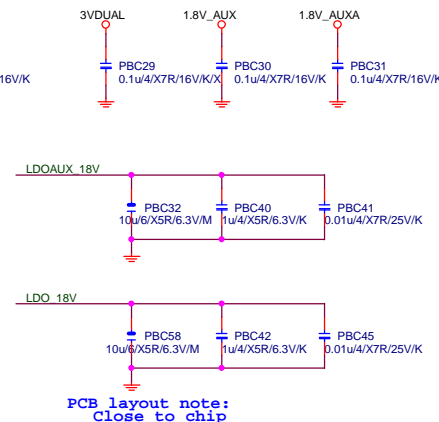 3VDUAL 1.8V_AUX 1.8V_AUXA
PBC29 PBC30 PBC31
16V/K 0.1u/4/X7R/16V/K/X 0.1u/4/X7R/16V/K 0.1u/4/X7R/16V/K
LDOAUX_18V
PBC32 PBC40 PBC41
10u/6/X5R/6.3V/M 1u/4/X5R/6.3V/K 0.01u/4/X7R/25V/K
LDO_18V
PBC58 PBC42 PBC45
10u/6/X5R/6.3V/M 1u/4/X5R/6.3V/K 0.01u/4/X7R/25V/K
PCB layout note:
Close to chip